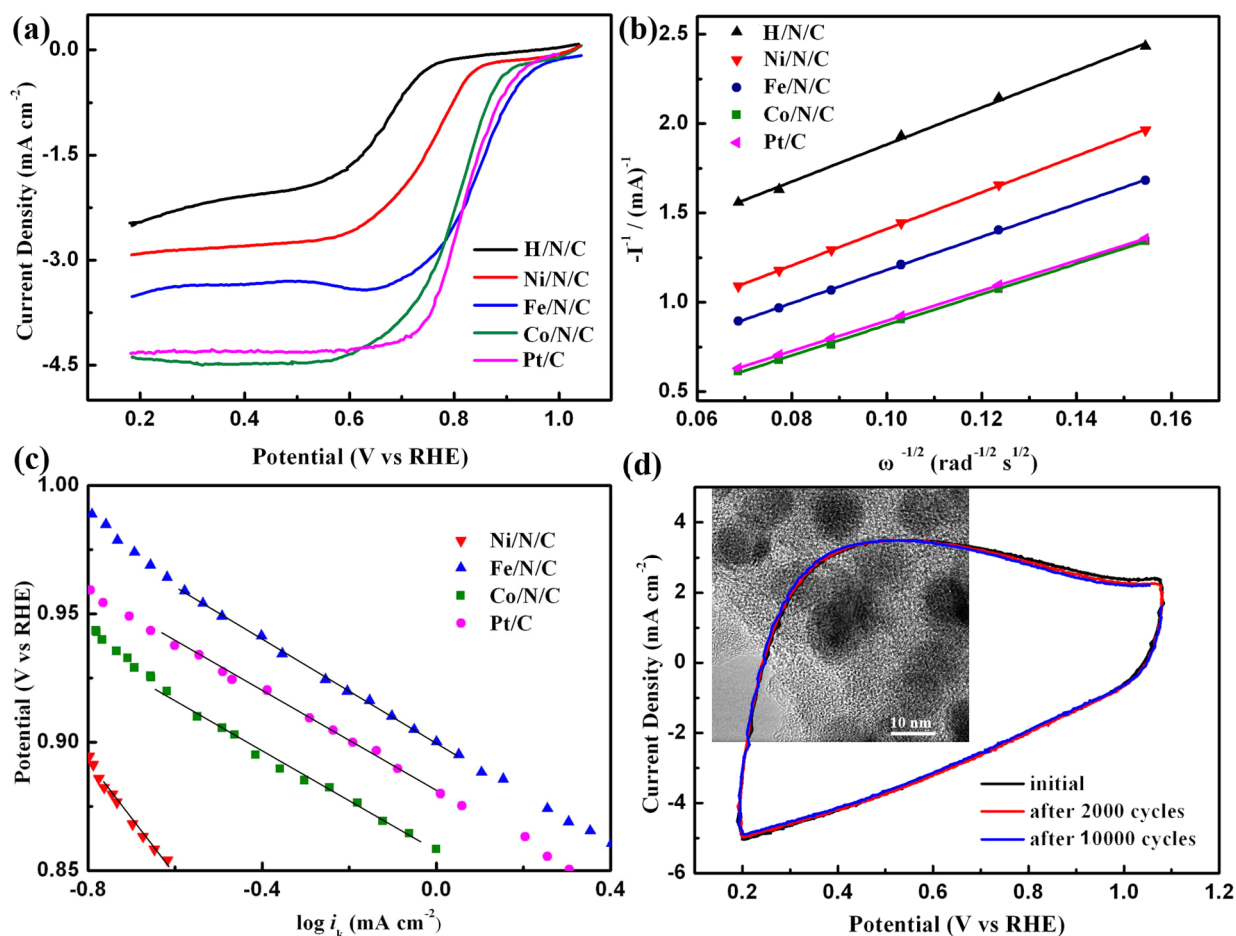 (a)
0.0
-1.5
-3.0
-4.5
Current Density (mA cm-2)
H/N/C
Ni/N/C
Fe/N/C
Co/N/C
Pt/C
0.2 0.4 0.6 0.8 1.0
Potential (V vs RHE)
(b)
2.5
2.0
1.5
1.0
0.5
-I-1 / (mA)-1
H/N/C
Ni/N/C
Fe/N/C
Co/N/C
Pt/C
0.06 0.08 0.10 0.12 0.14 0.16
ω -1/2 (rad-1/2 s1/2)
(c)
1.00
0.95
0.90
0.85
Potential (V vs RHE)
Ni/N/C
Fe/N/C
Co/N/C
Pt/C
-0.8 -0.4 0.0 0.4
log ik (mA cm-2)
(d)
4
2
0
-2
-4
-6
Current Density (mA cm-2)
10 nm
initial
after 2000 cycles
after 10000 cycles
0.2 0.4 0.6 0.8 1.0 1.2
Potential (V vs RHE)